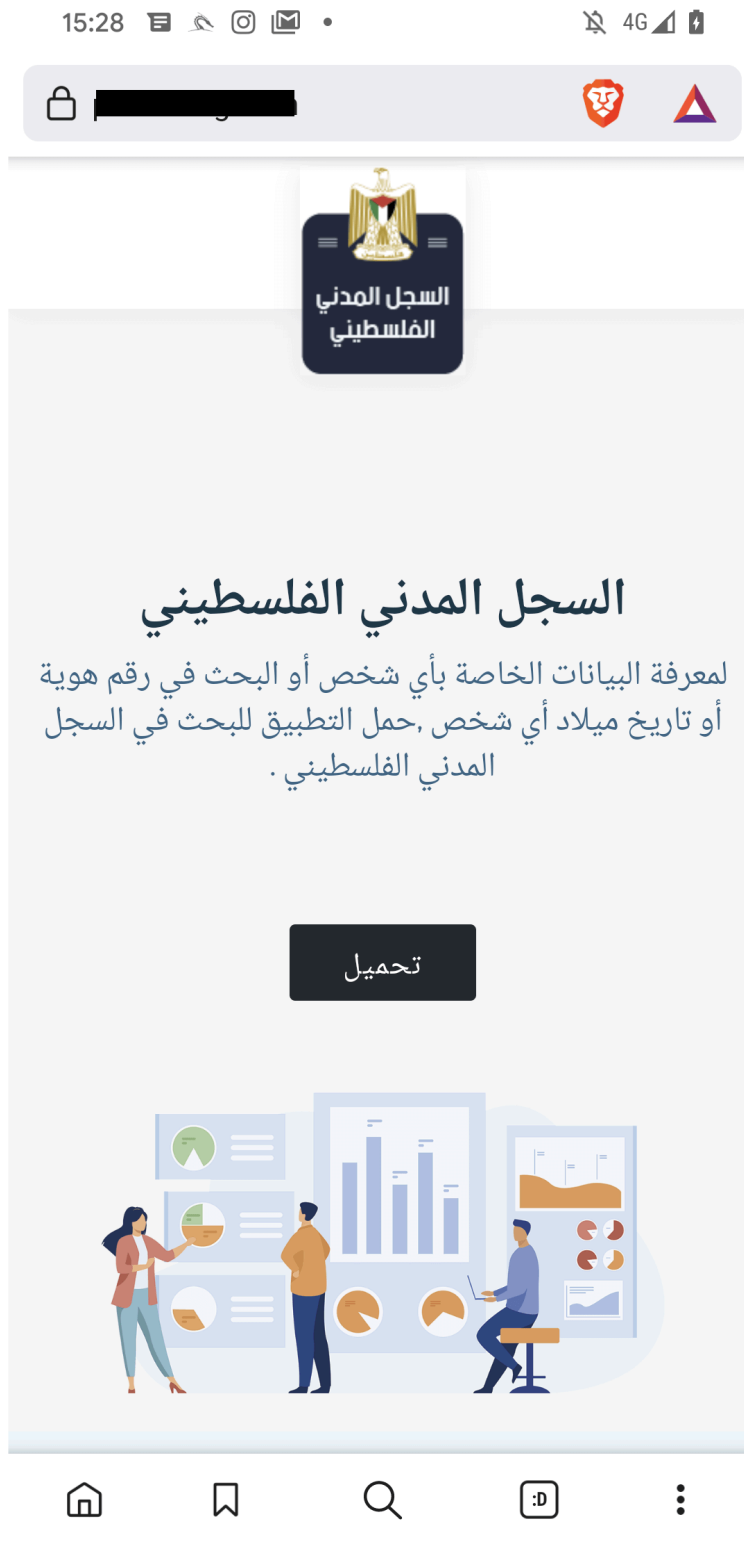 15:28
4G
السجل المدني
الفلسطيني
السجل المدني الفلسطيني
لمعرفة البيانات الخاصة بأي شخص أو البحث في رقم هوية
أو تاريخ ميلاد أي شخص ,حمل التطبيق للبحث في السجل
المدني الفلسطيني .
تحميل
:D